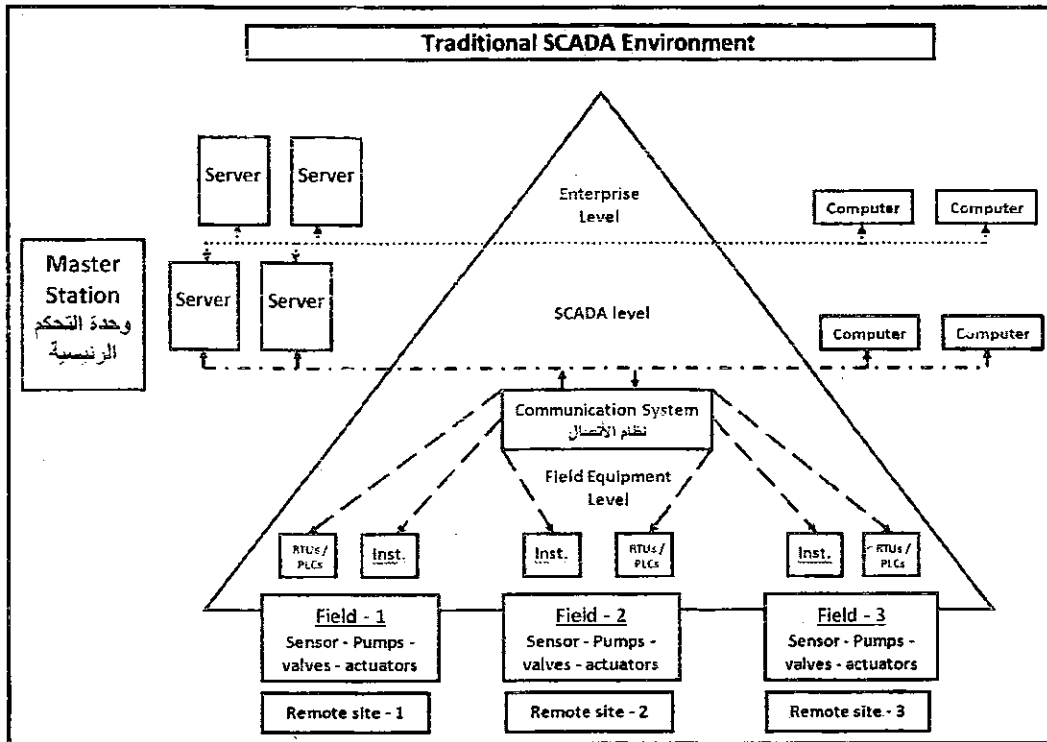 Traditional SCADA Environment
Server
Server
Enterprise
Level
Computer
Computer
Master
Station
وحدة التحكم
الرئيسية
Server
Server
SCADA level
Computer
Computer
Communication System
نظام الأتصال
Field Equipment
Level
RTUs /
PLCs
Inst.
Inst.
RTUs /
PLCs
Inst.
RTUs /
PLCs
Field - 1
Sensor - Pumps -
valves - actuators
Field - 2
Sensor - Pumps -
valves - actuators
Field - 3
Sensor - Pumps -
valves - actuators
Remote site - 1
Remote site - 2
Remote site - 3